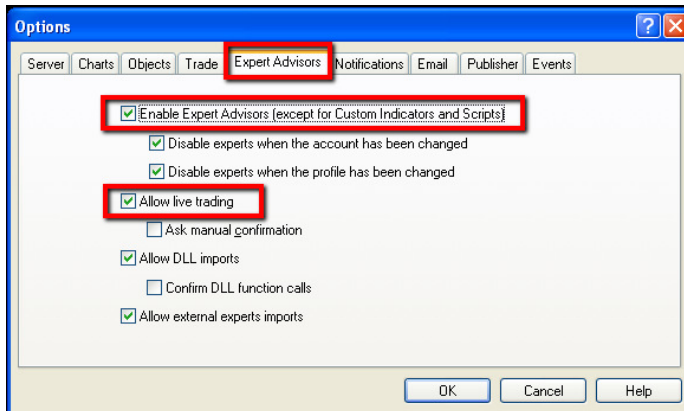 Options
Server Charts Objects Trade Expert Advisors Notifications Email Publisher Events
Enable Expert Advisors (except for Custom Indicators and Scripts)
Disable experts when the account has been changed
Disable experts when the profile has been changed
Allow live trading
Ask manual confirmation
Allow DLL imports
Confirm DLL function calls
Allow external experts imports
OK Cancel Help